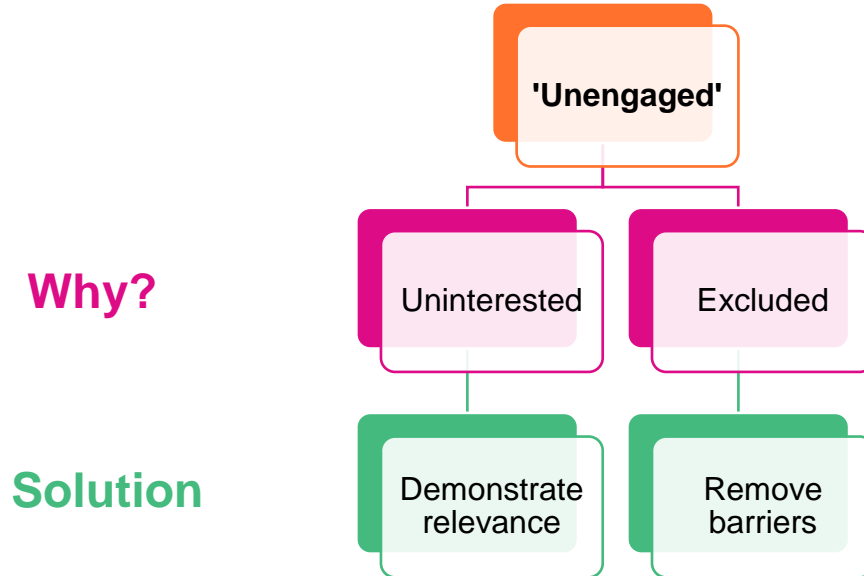 'Unengaged'
Why?
Uninterested
Excluded
Solution
Demonstrate
relevance
Remove
barriers